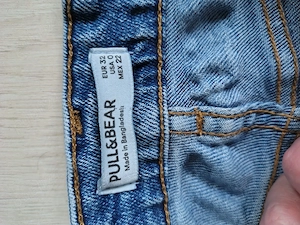 EUR 32
USA 0
MEX 22
PULL&BEAR
Made in Bangladesh